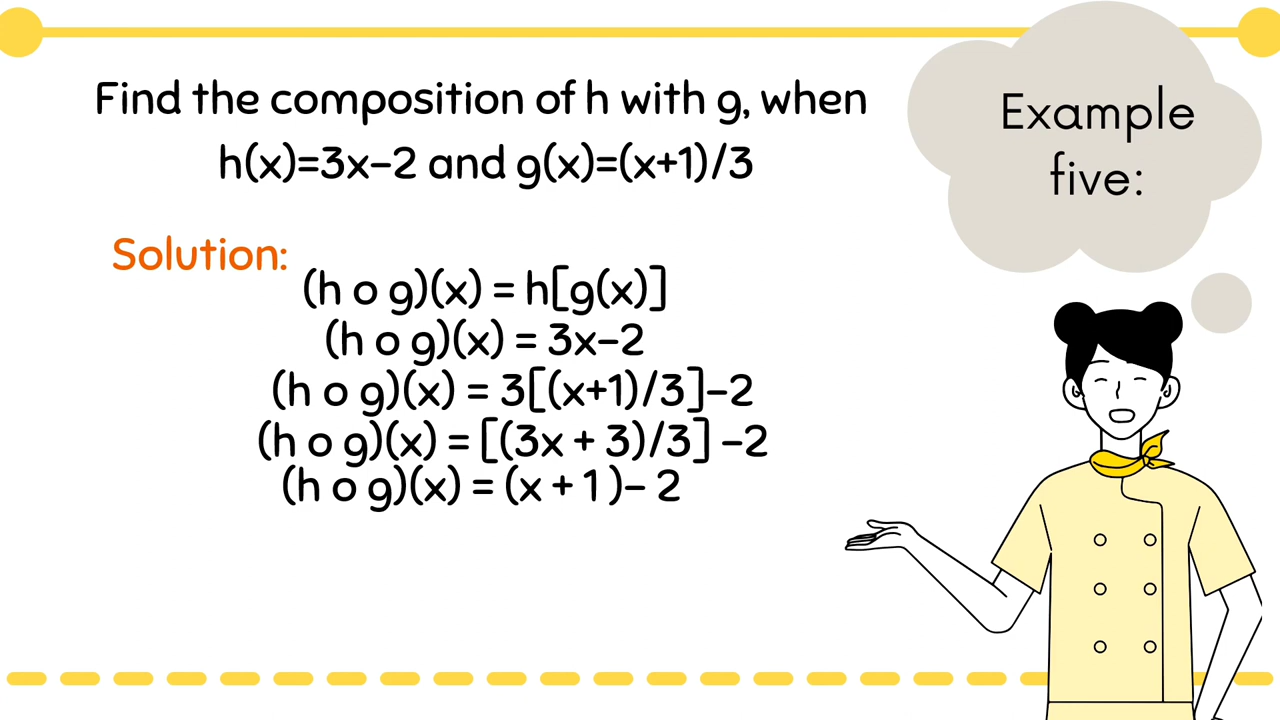 Find the composition of h with g, when
h(x)=3x-2 and g(x)=(x+1)/3
Example
five:
Solution:
(h o g)(x) = h[g(x)]
(h o g)(x) = 3x-2
(h o g)(x) = 3[(x+1)/3]-2
(h o g)(x) = [(3x + 3)/3] -2
(h o g)(x) = (x + 1 )- 2